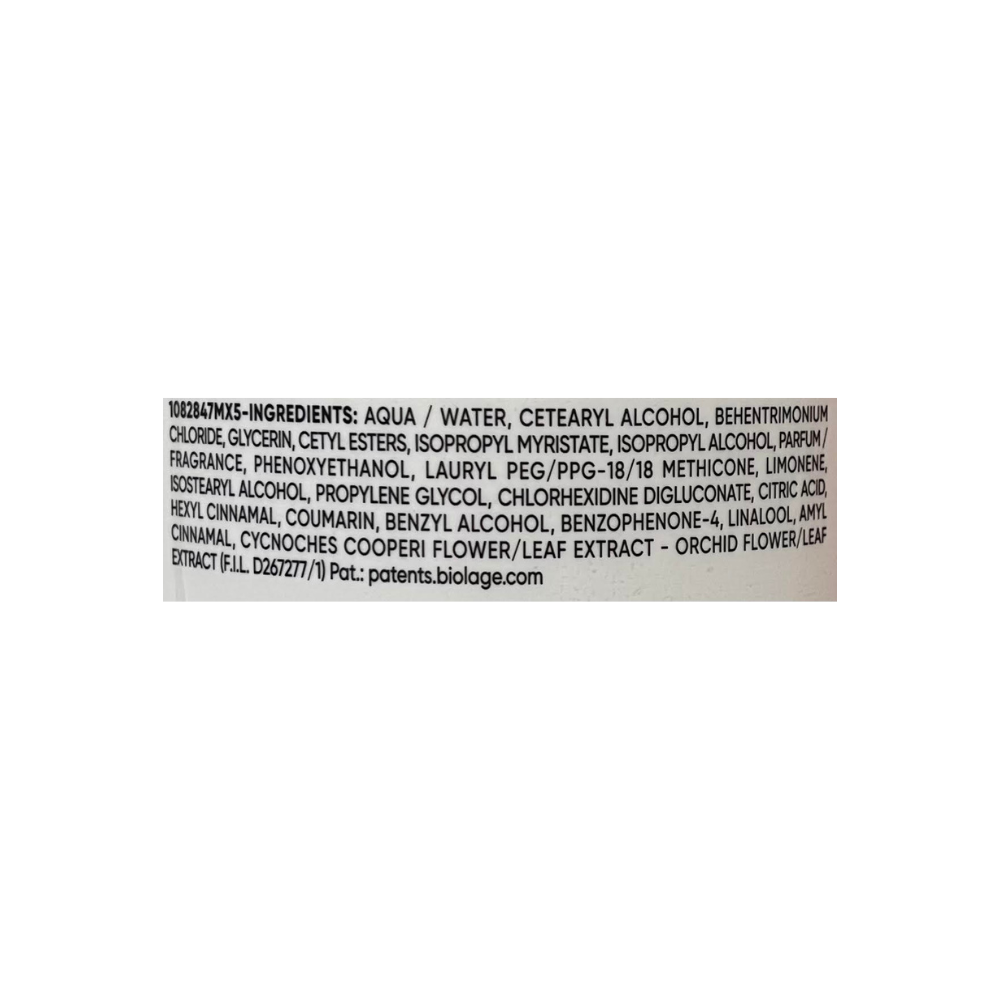 1082847MX5-INGREDIENTS: AQUA / WATER, CETEARYL ALCOHOL, BEHENTRIMONIUM
CHLORIDE, GLYCERIN, CETYL ESTERS, ISOPROPYL MYRISTATE, ISOPROPYL ALCOHOL, PARFUM /
FRAGRANCE, PHENOXYETHANOL, LAURYL PEG/PPG-18/18 METHICONE, LIMONENE,
ISOSTEARYL ALCOHOL, PROPYLENE GLYCOL, CHLORHEXIDINE DIGLUCONATE, CITRIC ACID,
HEXYL CINNAMAL, COUMARIN, BENZYL ALCOHOL, BENZOPHENONE-4, LINALOOL, AMYL
CINNAMAL, CYCNOCHES COOPERI FLOWER/LEAF EXTRACT - ORCHID FLOWER/LEAF
EXTRACT (F.I.L. D267277/1) Pat.: patents.biolage.com